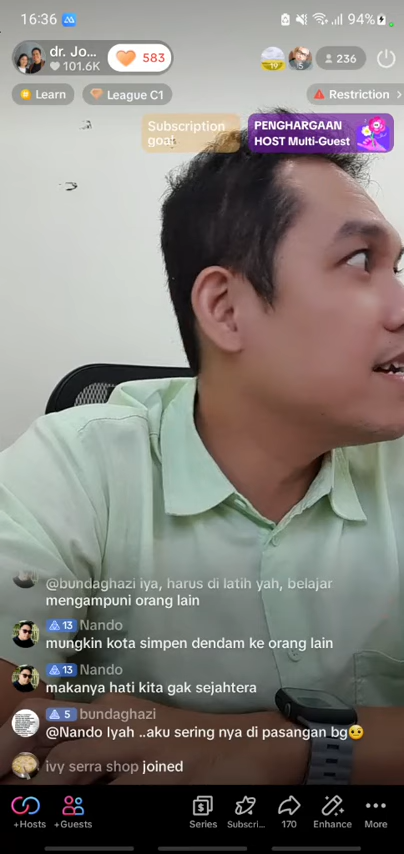 16:36
94%
dr. Jo...
101.6K
583
19
5
236
Learn
League C1
Restriction
Subscription
goal
PENGHARGAAN
HOST Multi-Guest
@bundaghazi iya, harus di latih yah, belajar
mengampuni orang lain
13 Nando
mungkin kota simpen dendam ke orang lain
13 Nando
makanya hati kita gak sejahtera
5 bundaghazi
@Nando Iyah ..aku sering nya di pasangan bg🤨
ivy serra shop joined
+Hosts
+Guests
Series
Subscri...
170
Enhance
More